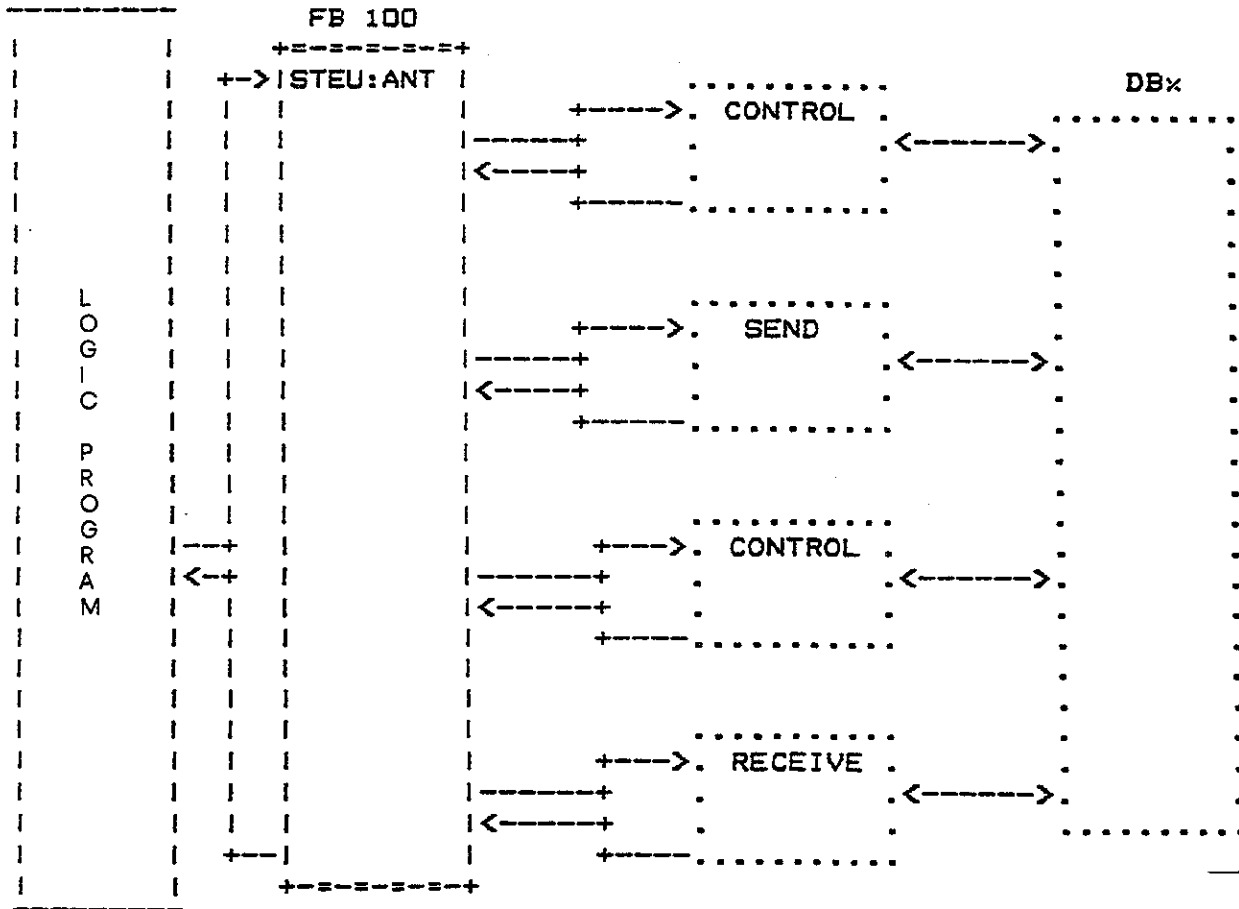 FB 100
STEU:ANT
DBx
CONTROL
SEND
LOGIC PROGRAM
CONTROL
RECEIVE